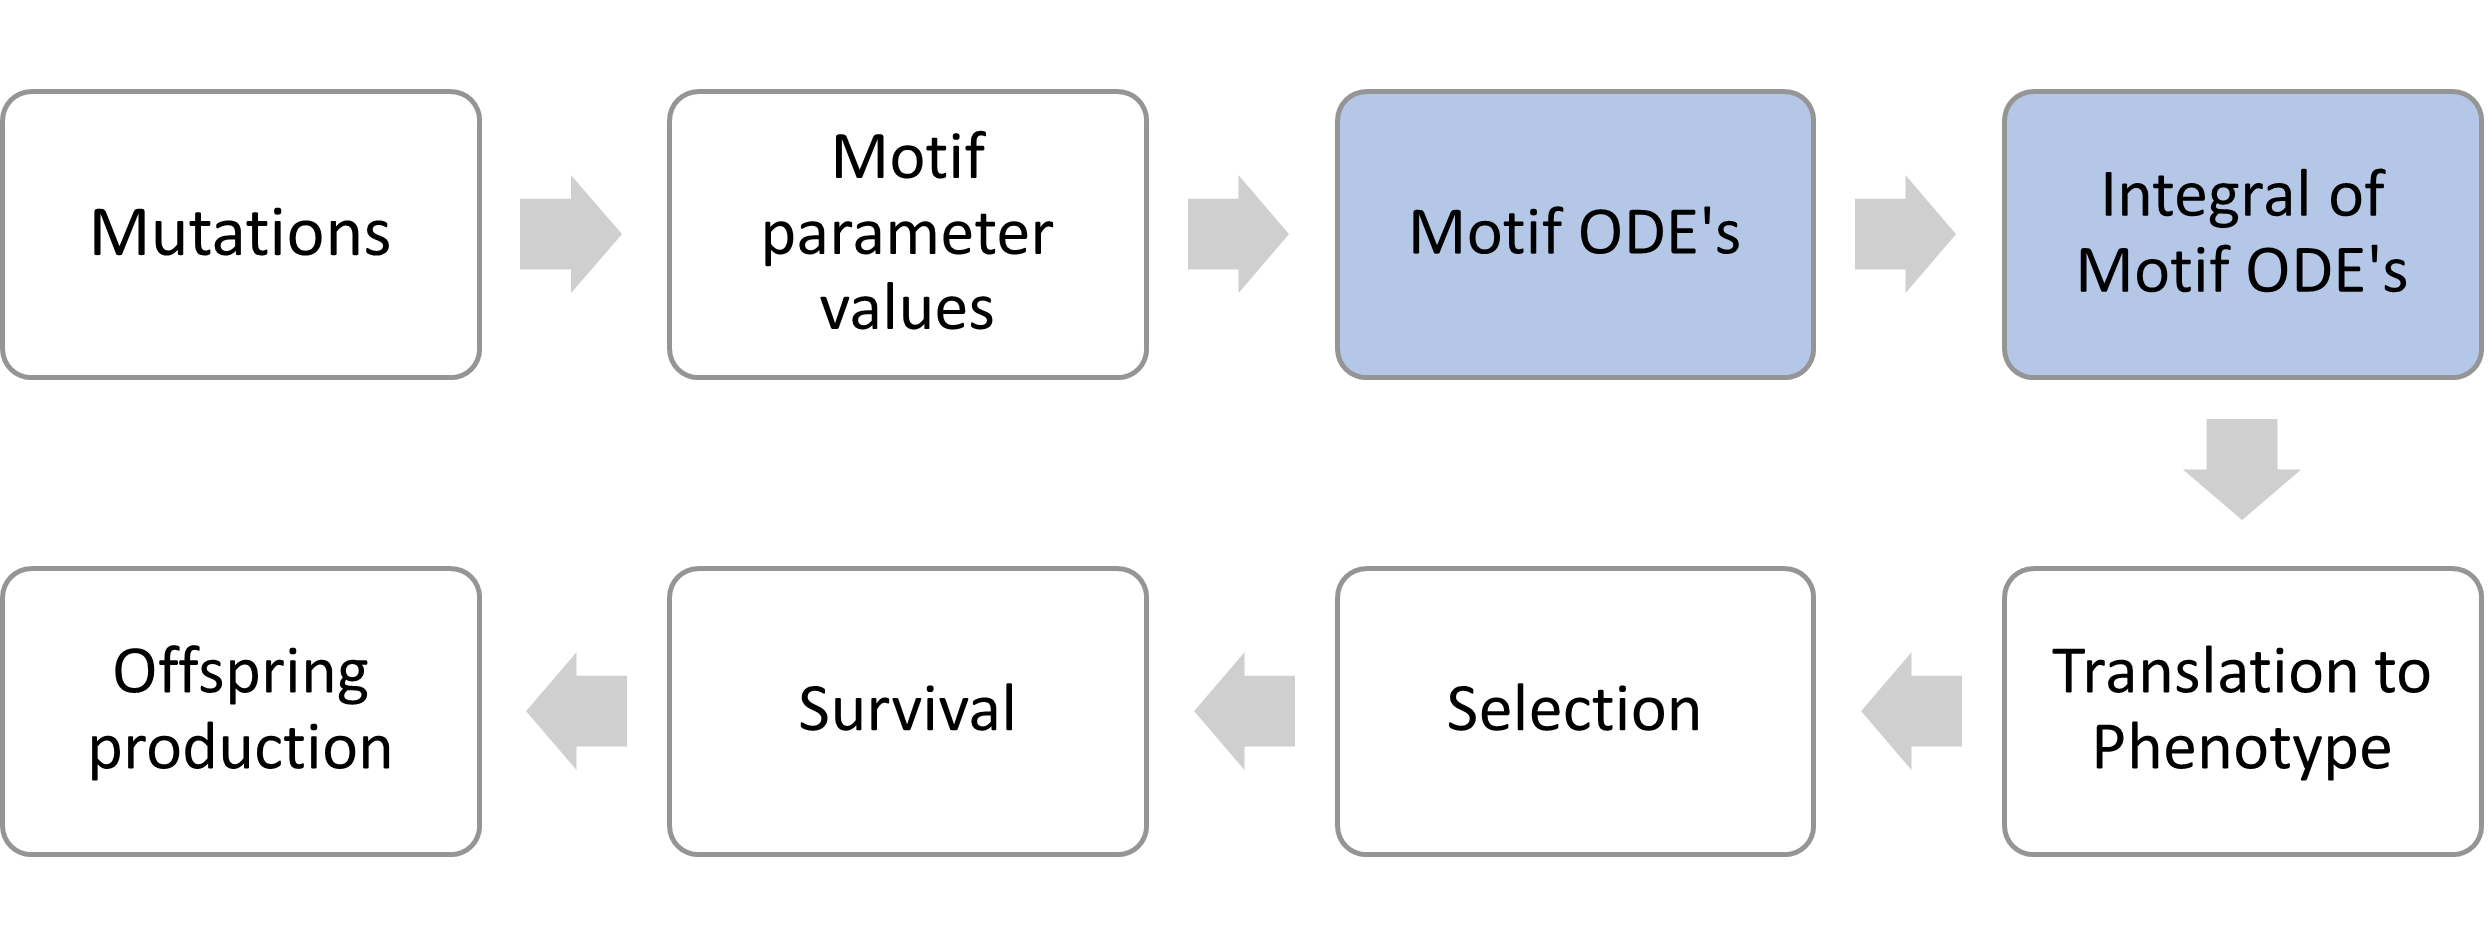 Mutations
Motif
parameter
values
Motif ODE's
Integral of
Motif ODE's
Translation to
Phenotype
Selection
Survival
Offspring
production